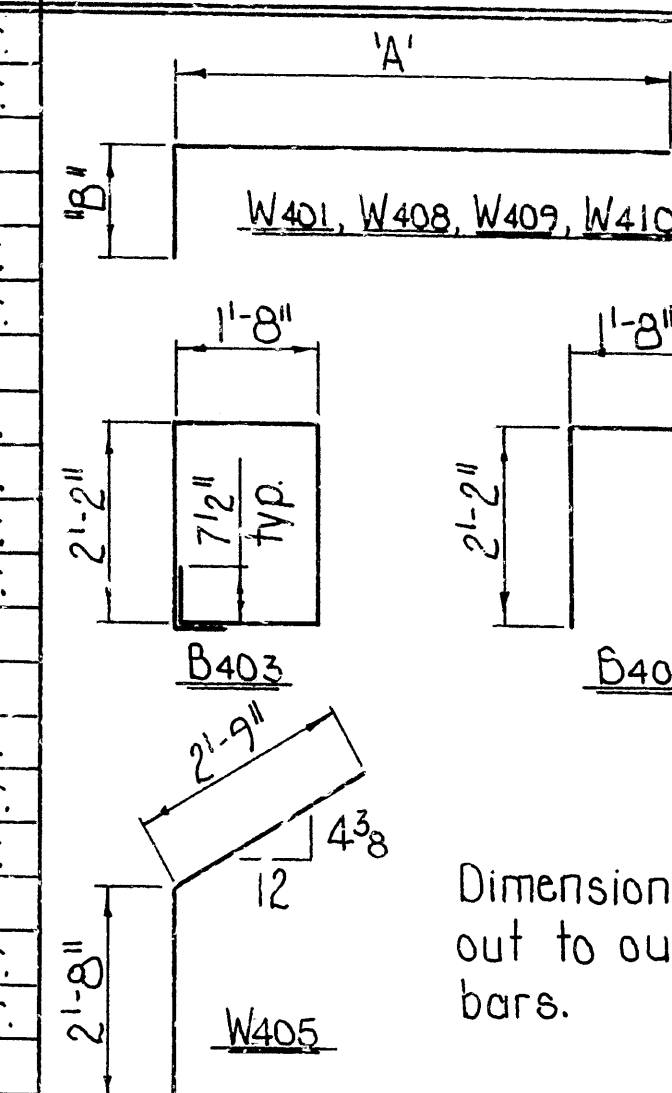 'A'
"B"
W401, W408, W409, W410
1'-8"
1'-8"
2'-2"
7½"
typ.
2'-2"
B403
2'-9"
4⅜
12
Dimension
out to ou
bars.
2'-8"
W405